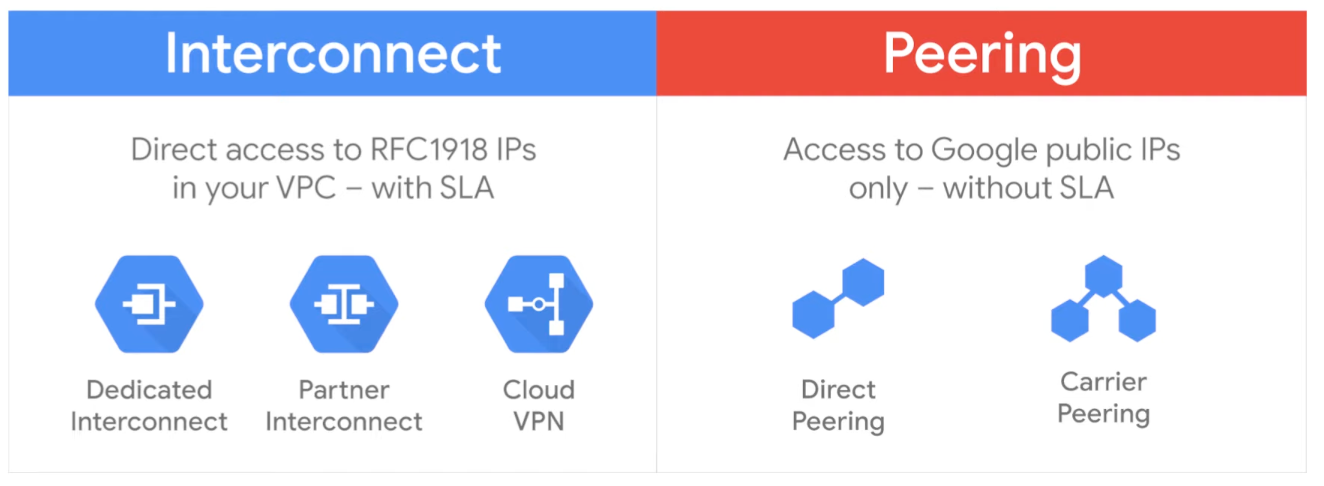 Interconnect
Direct access to RFC1918 IPs
in your VPC – with SLA
Dedicated
Interconnect
Partner
Interconnect
Cloud
VPN
Peering
Access to Google public IPs
only – without SLA
Direct
Peering
Carrier
Peering